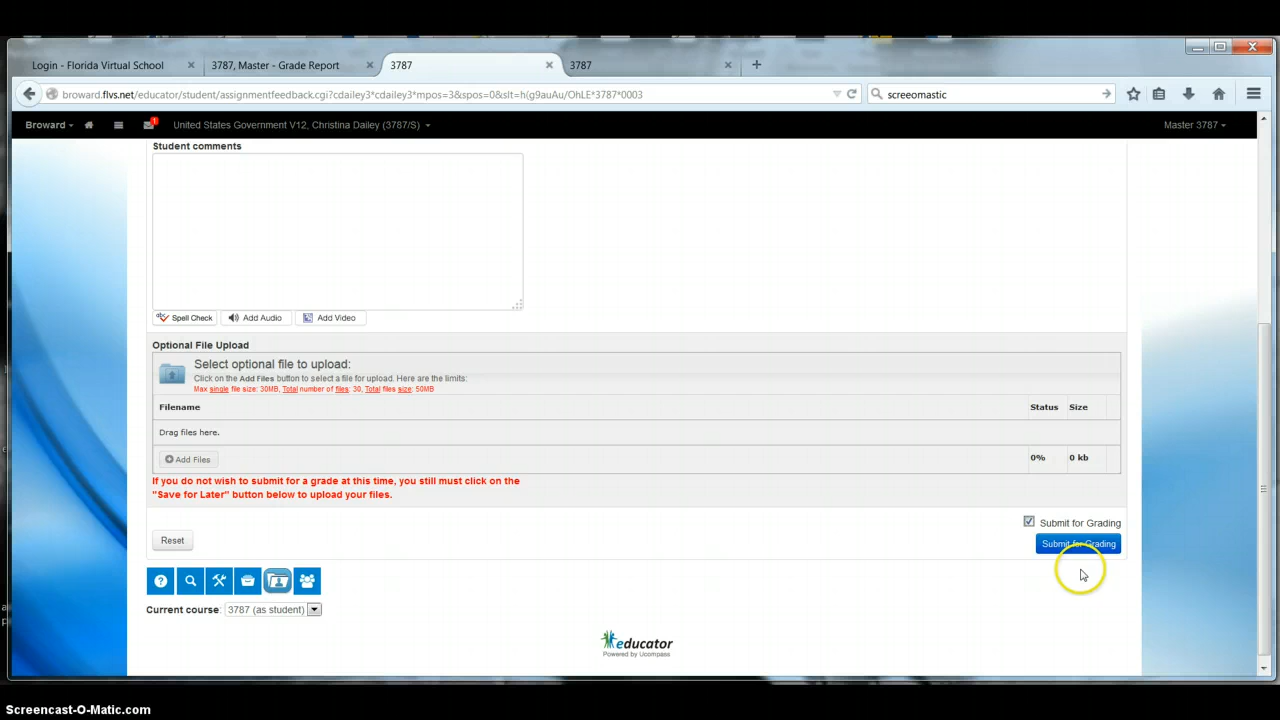 Login - Florida Virtual School
3787, Master - Grade Report
3787
3787
broward.flvs.net/educator/student/assignmentfeedback.cgi?cdailey3*cdailey3*mpos=3&spos=0&slt=h(g9auAu/OhLE*3787*0003
screeomastic
Broward
1
United States Government V12, Christina Dailey (3787/S)
Master 3787
Student comments
abc Spell Check
Add Audio
Add Video
Optional File Upload
Select optional file to upload:
Click on the Add Files button to select a file for upload. Here are the limits:
Max single file size: 30MB, Total number of files: 30, Total files size: 50MB
Filename Status Size
Drag files here.
Add Files 0% 0 kb
If you do not wish to submit for a grade at this time, you still must click on the
"Save for Later" button below to upload your files.
Submit for Grading
Reset
Submit for Grading
Current course: 3787 (as student)
educator
Powered by Ucompass
Screencast-O-Matic.com